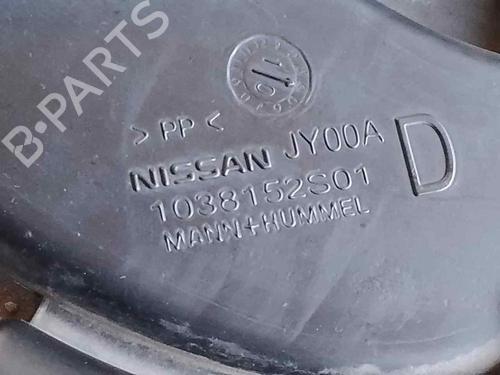 B-PARTS
> PP <
NISSAN JY00A
D
1038152S01
MANN+HUMMEL